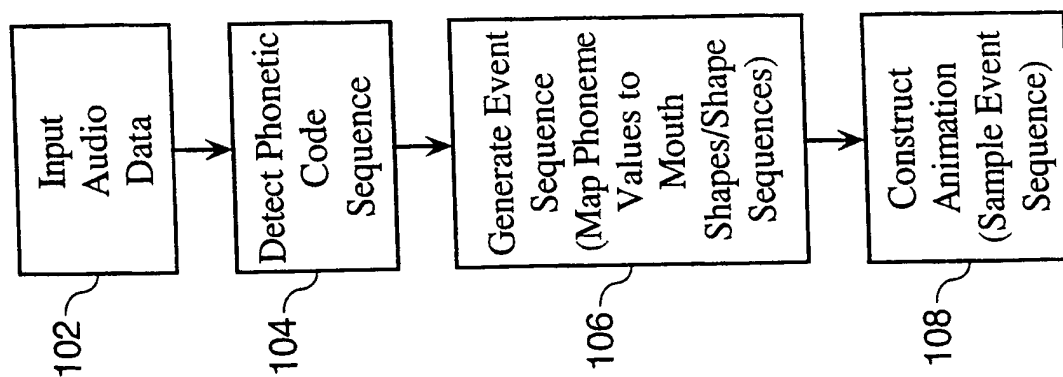 102
Input
Audio
Data
104
Detect Phonetic
Code
Sequence
106
Generate Event
Sequence
(Map Phoneme
Values to
Mouth
Shapes/Shape
Sequences)
108
Construct
Animation
(Sample Event
Sequence)